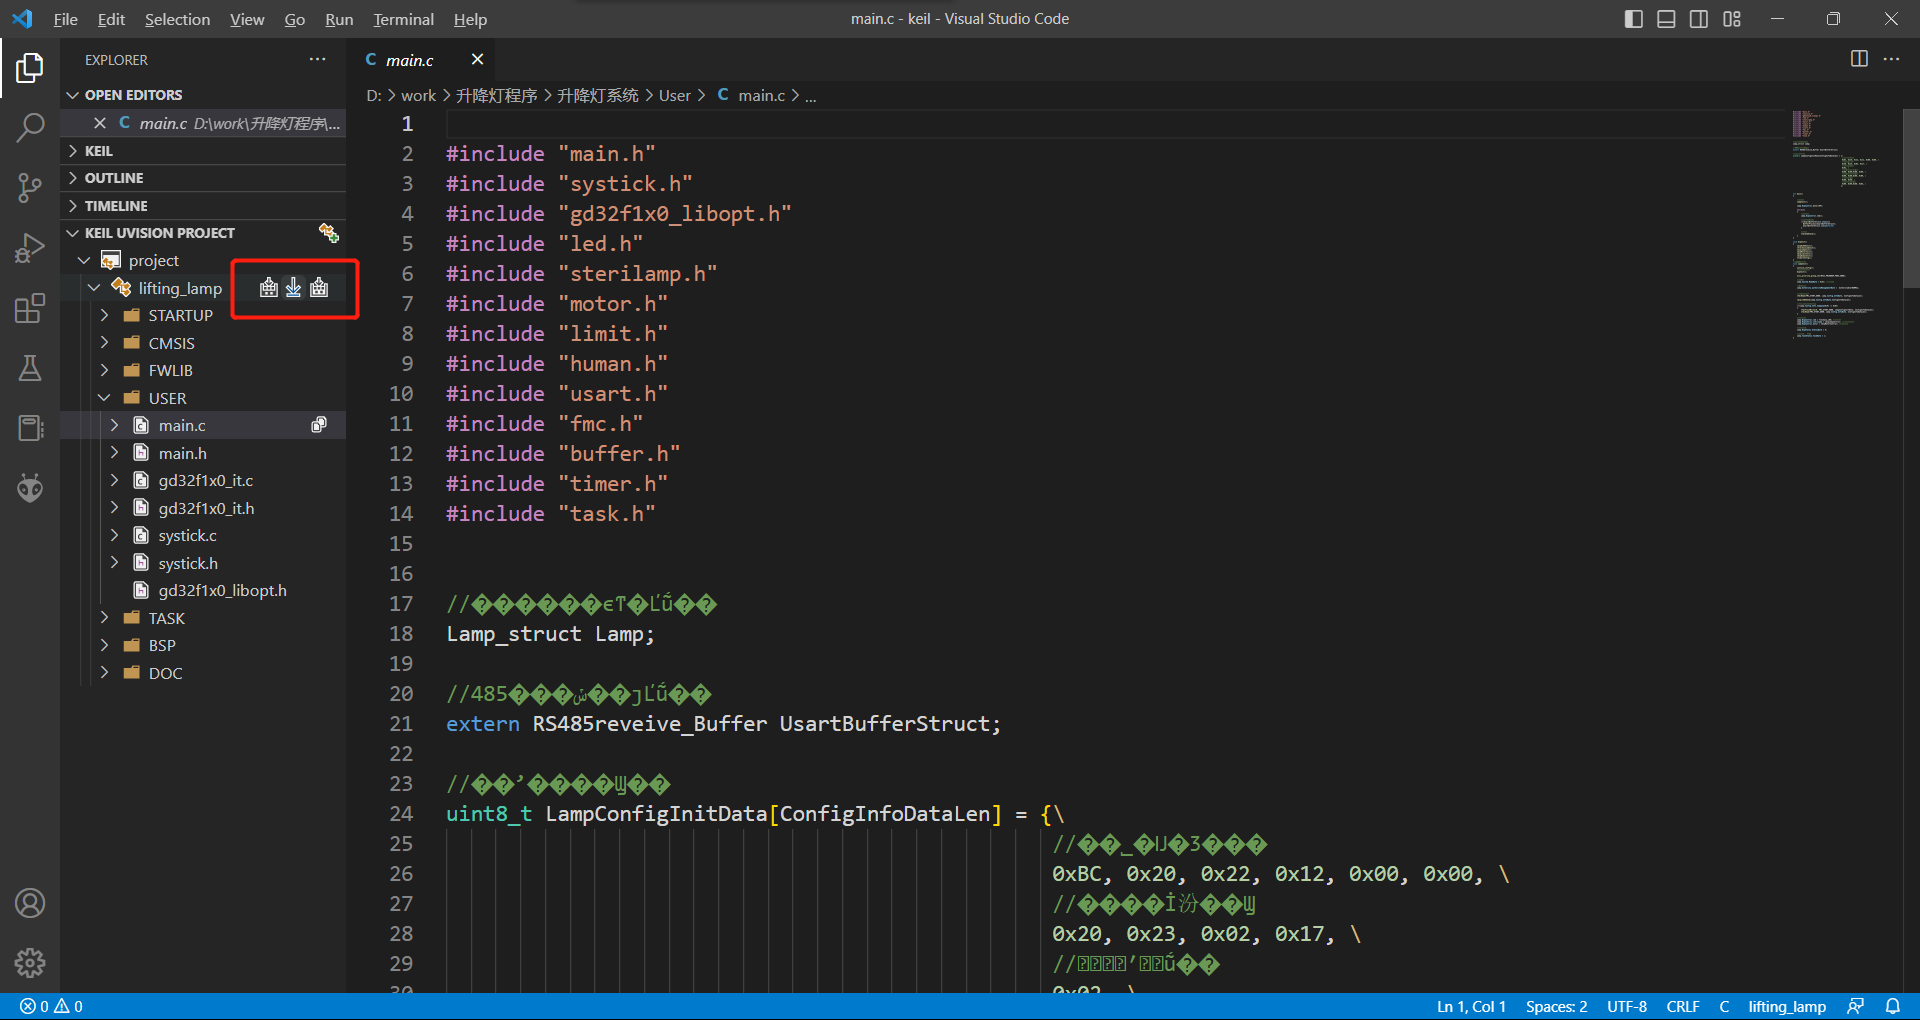 File Edit Selection View Go Run Terminal Help
main.c - keil - Visual Studio Code
EXPLORER
OPEN EDITORS
main.c D:\work\升降灯程序\...
KEIL
OUTLINE
TIMELINE
KEIL UVISION PROJECT
project
lifting_lamp
STARTUP
CMSIS
FWLIB
USER
main.c
main.h
gd32f1x0_it.c
gd32f1x0_it.h
systick.c
systick.h
gd32f1x0_libopt.h
TASK
BSP
DOC
C main.c
D: > work > 升降灯程序 > 升降灯系统 > User > C main.c > ...
1
2 #include "main.h"
3 #include "systick.h"
4 #include "gd32f1x0_libopt.h"
5 #include "led.h"
6 #include "sterilamp.h"
7 #include "motor.h"
8 #include "limit.h"
9 #include "human.h"
10 #include "usart.h"
11 #include "fmc.h"
12 #include "buffer.h"
13 #include "timer.h"
14 #include "task.h"
15
16
17 //
18 Lamp_struct Lamp;
19
20 //485
21 extern RS485reveive_Buffer UsartBufferStruct;
22
23 //
24 uint8_t LampConfigInitData[ConfigInfoDataLen] = {\
25 //
26 0xBC, 0x20, 0x22, 0x12, 0x00, 0x00, \
27 //
28 0x20, 0x23, 0x02, 0x17, \
29 //
30 0x02, \
0 0
Ln 1, Col 1 Spaces: 2 UTF-8 CRLF C lifting_lamp